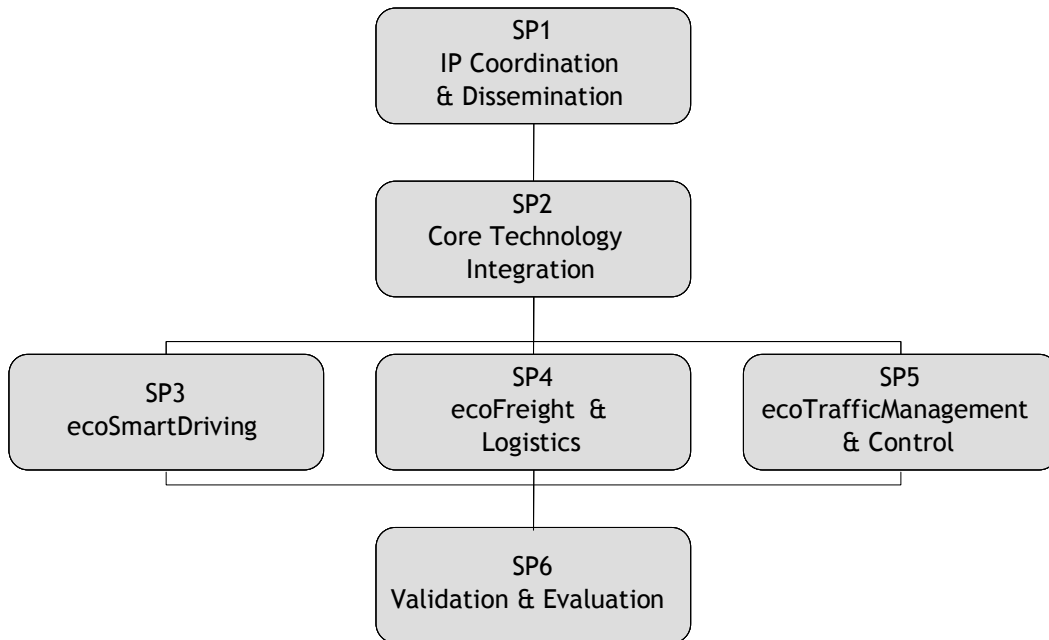 SP1
IP Coordination
& Dissemination
SP2
Core Technology
Integration
SP3
ecoSmartDriving
SP4
ecoFreight &
Logistics
SP5
ecoTrafficManagement
& Control
SP6
Validation & Evaluation